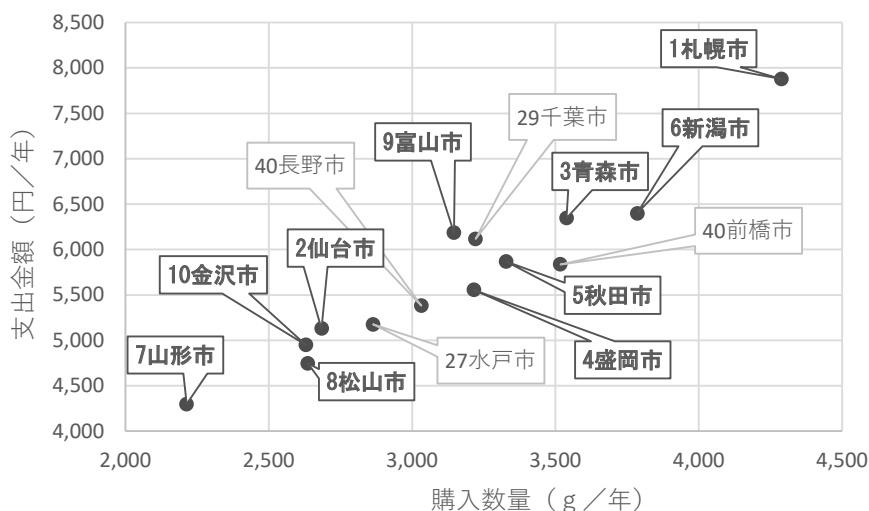 支出金額（円／年）
8,500
8,000
7,500
7,000
6,500
6,000
5,500
5,000
4,500
4,000
1札幌市
29千葉市
6新潟市
9富山市
3青森市
40長野市
40前橋市
2仙台市
10金沢市
5秋田市
7山形市
27水戸市
4盛岡市
8松山市
2,000
2,500
3,000
3,500
4,000
4,500
購入数量（ｇ／年）